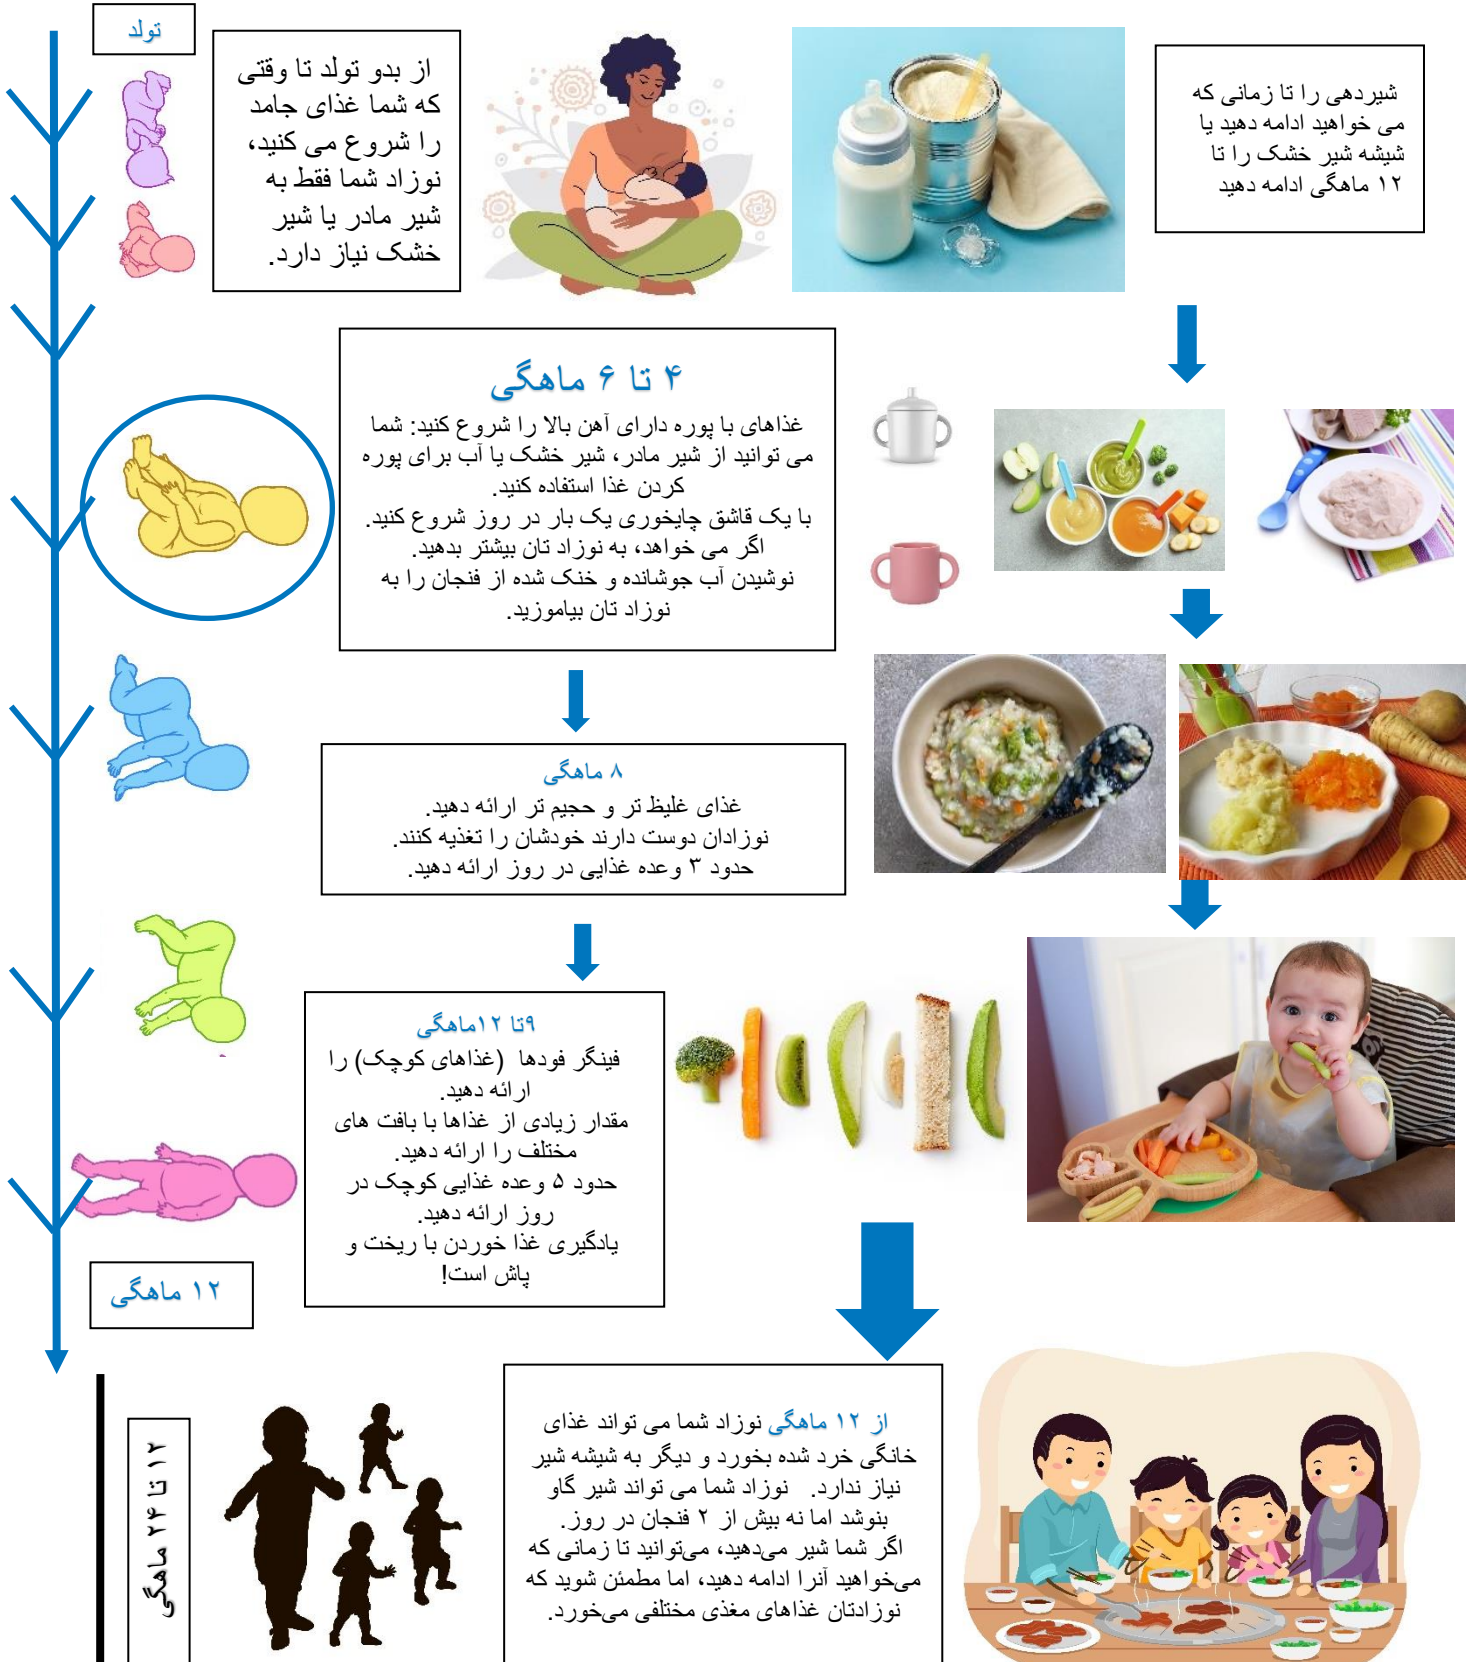 تولد
از بدو تولد تا وقتی
که شما غذای جامد
را شروع می کنید،
نوزاد شما فقط به
شیر مادر یا شیر
خشک نیاز دارد.
شیردهی را تا زمانی که
می خواهید ادامه دهید یا
شیشه شیر خشک را تا
۱۲ ماهگی ادامه دهید
۴ تا ۶ ماهگی
غذاهای با پوره دارای آهن بالا را شروع کنید: شما
می توانید از شیر مادر، شیر خشک یا آب برای پوره
کردن غذا استفاده کنید.
با یک قاشق چایخوری یک بار در روز شروع کنید.
اگر می خواهد، به نوزاد تان بیشتر بدهید.
نوشیدن آب جوشانده و خنک شده از فنجان را به
نوزاد تان بیاموزید.
۸ ماهگی
غذای غلیظ تر و حجیم تر ارائه دهید.
نوزادان دوست دارند خودشان را تغذیه کنند.
حدود ۳ وعده غذایی در روز ارائه دهید.
۹تا ۱۲ماهگی
فینگر فودها (غذاهای کوچک) را
ارائه دهید.
مقدار زیادی از غذاها با بافت های
مختلف را ارائه دهید.
حدود ۵ وعده غذایی کوچک در
روز ارائه دهید.
یادگیری غذا خوردن با ریخت و
پاش است!
۱۲ ماهگی
۱۲ تا ۲۴ ماهگی
از ۱۲ ماهگی نوزاد شما می تواند غذای
خانگی خرد شده بخورد و دیگر به شیشه شیر
نیاز ندارد. نوزاد شما می تواند شیر گاو
بنوشد اما نه بیش از ۲ فنجان در روز.
اگر شما شیر می‌دهید، می‌توانید تا زمانی که
می‌خواهید آنرا ادامه دهید، اما مطمئن شوید که
نوزادتان غذاهای مغذی مختلفی می‌خورد.